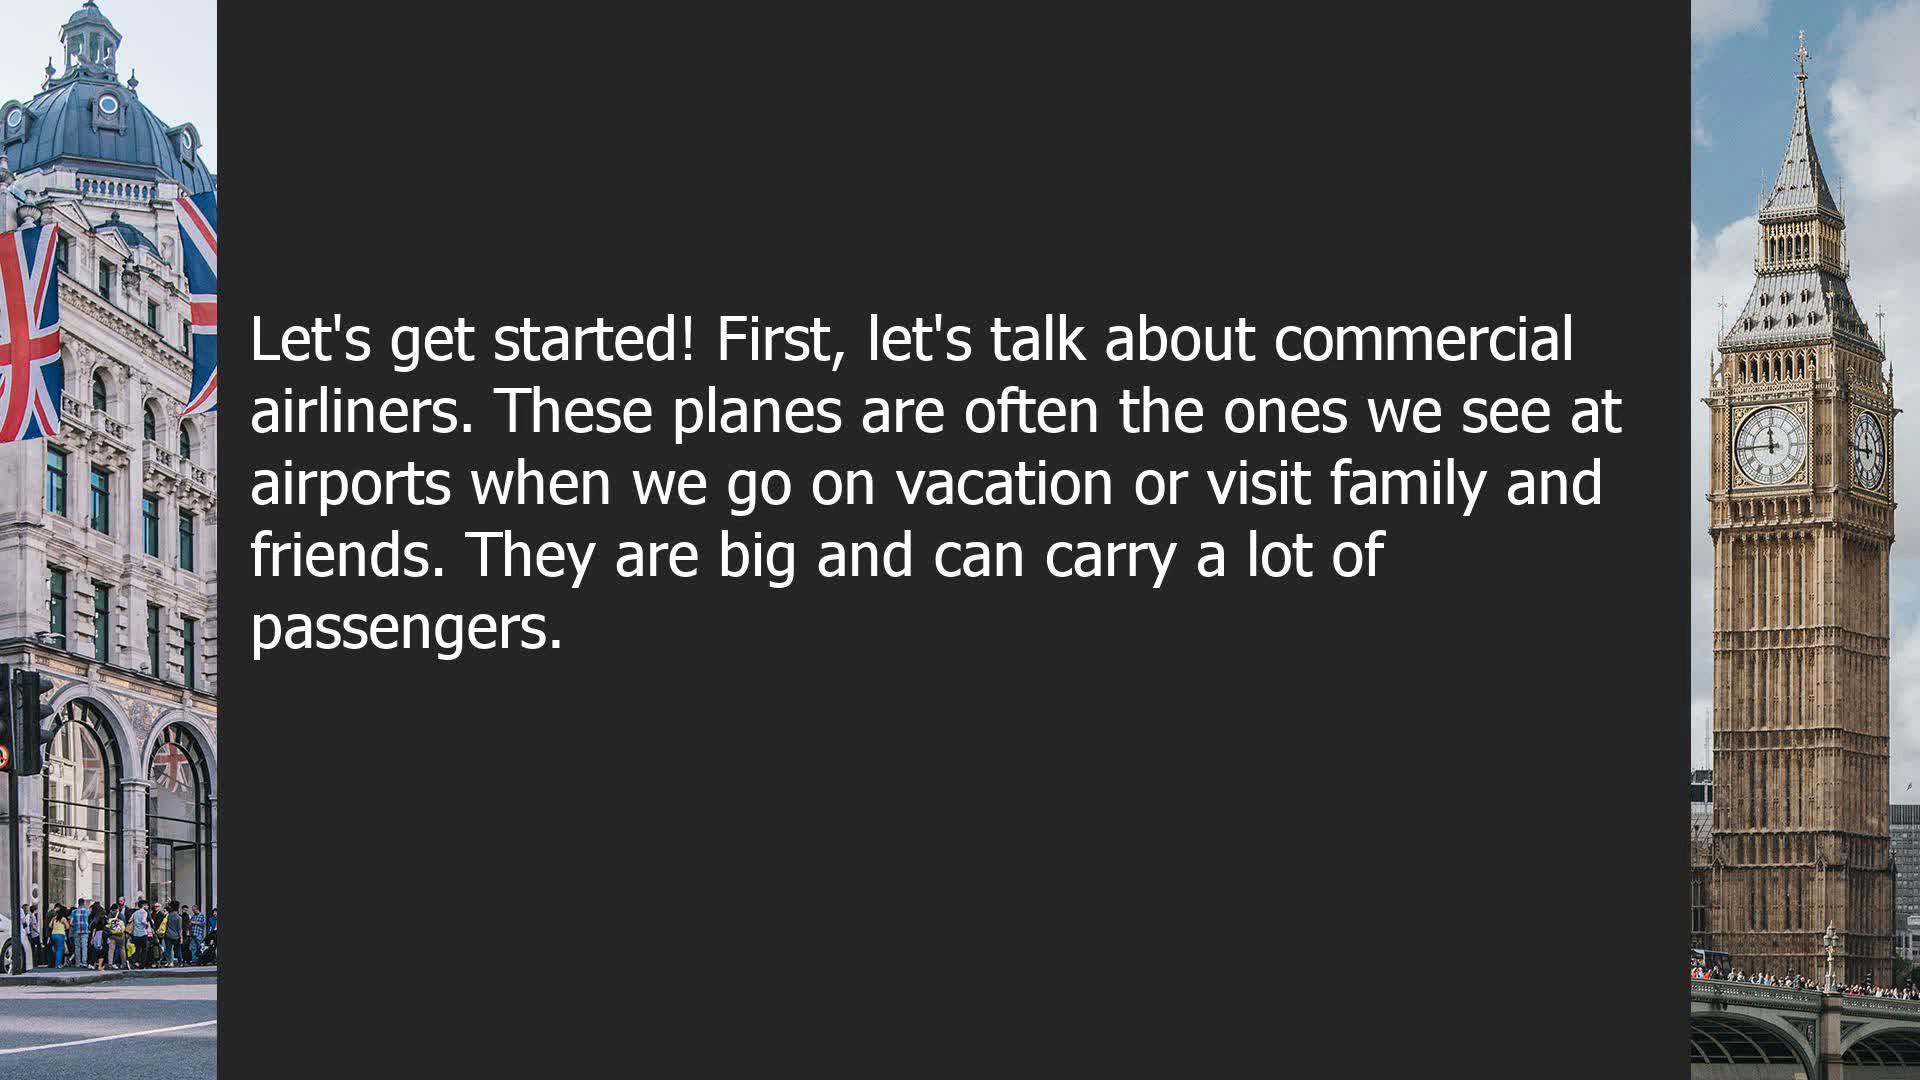 Let's get started! First, let's talk about commercial
airliners. These planes are often the ones we see at
airports when we go on vacation or visit family and
friends. They are big and can carry a lot of
passengers.